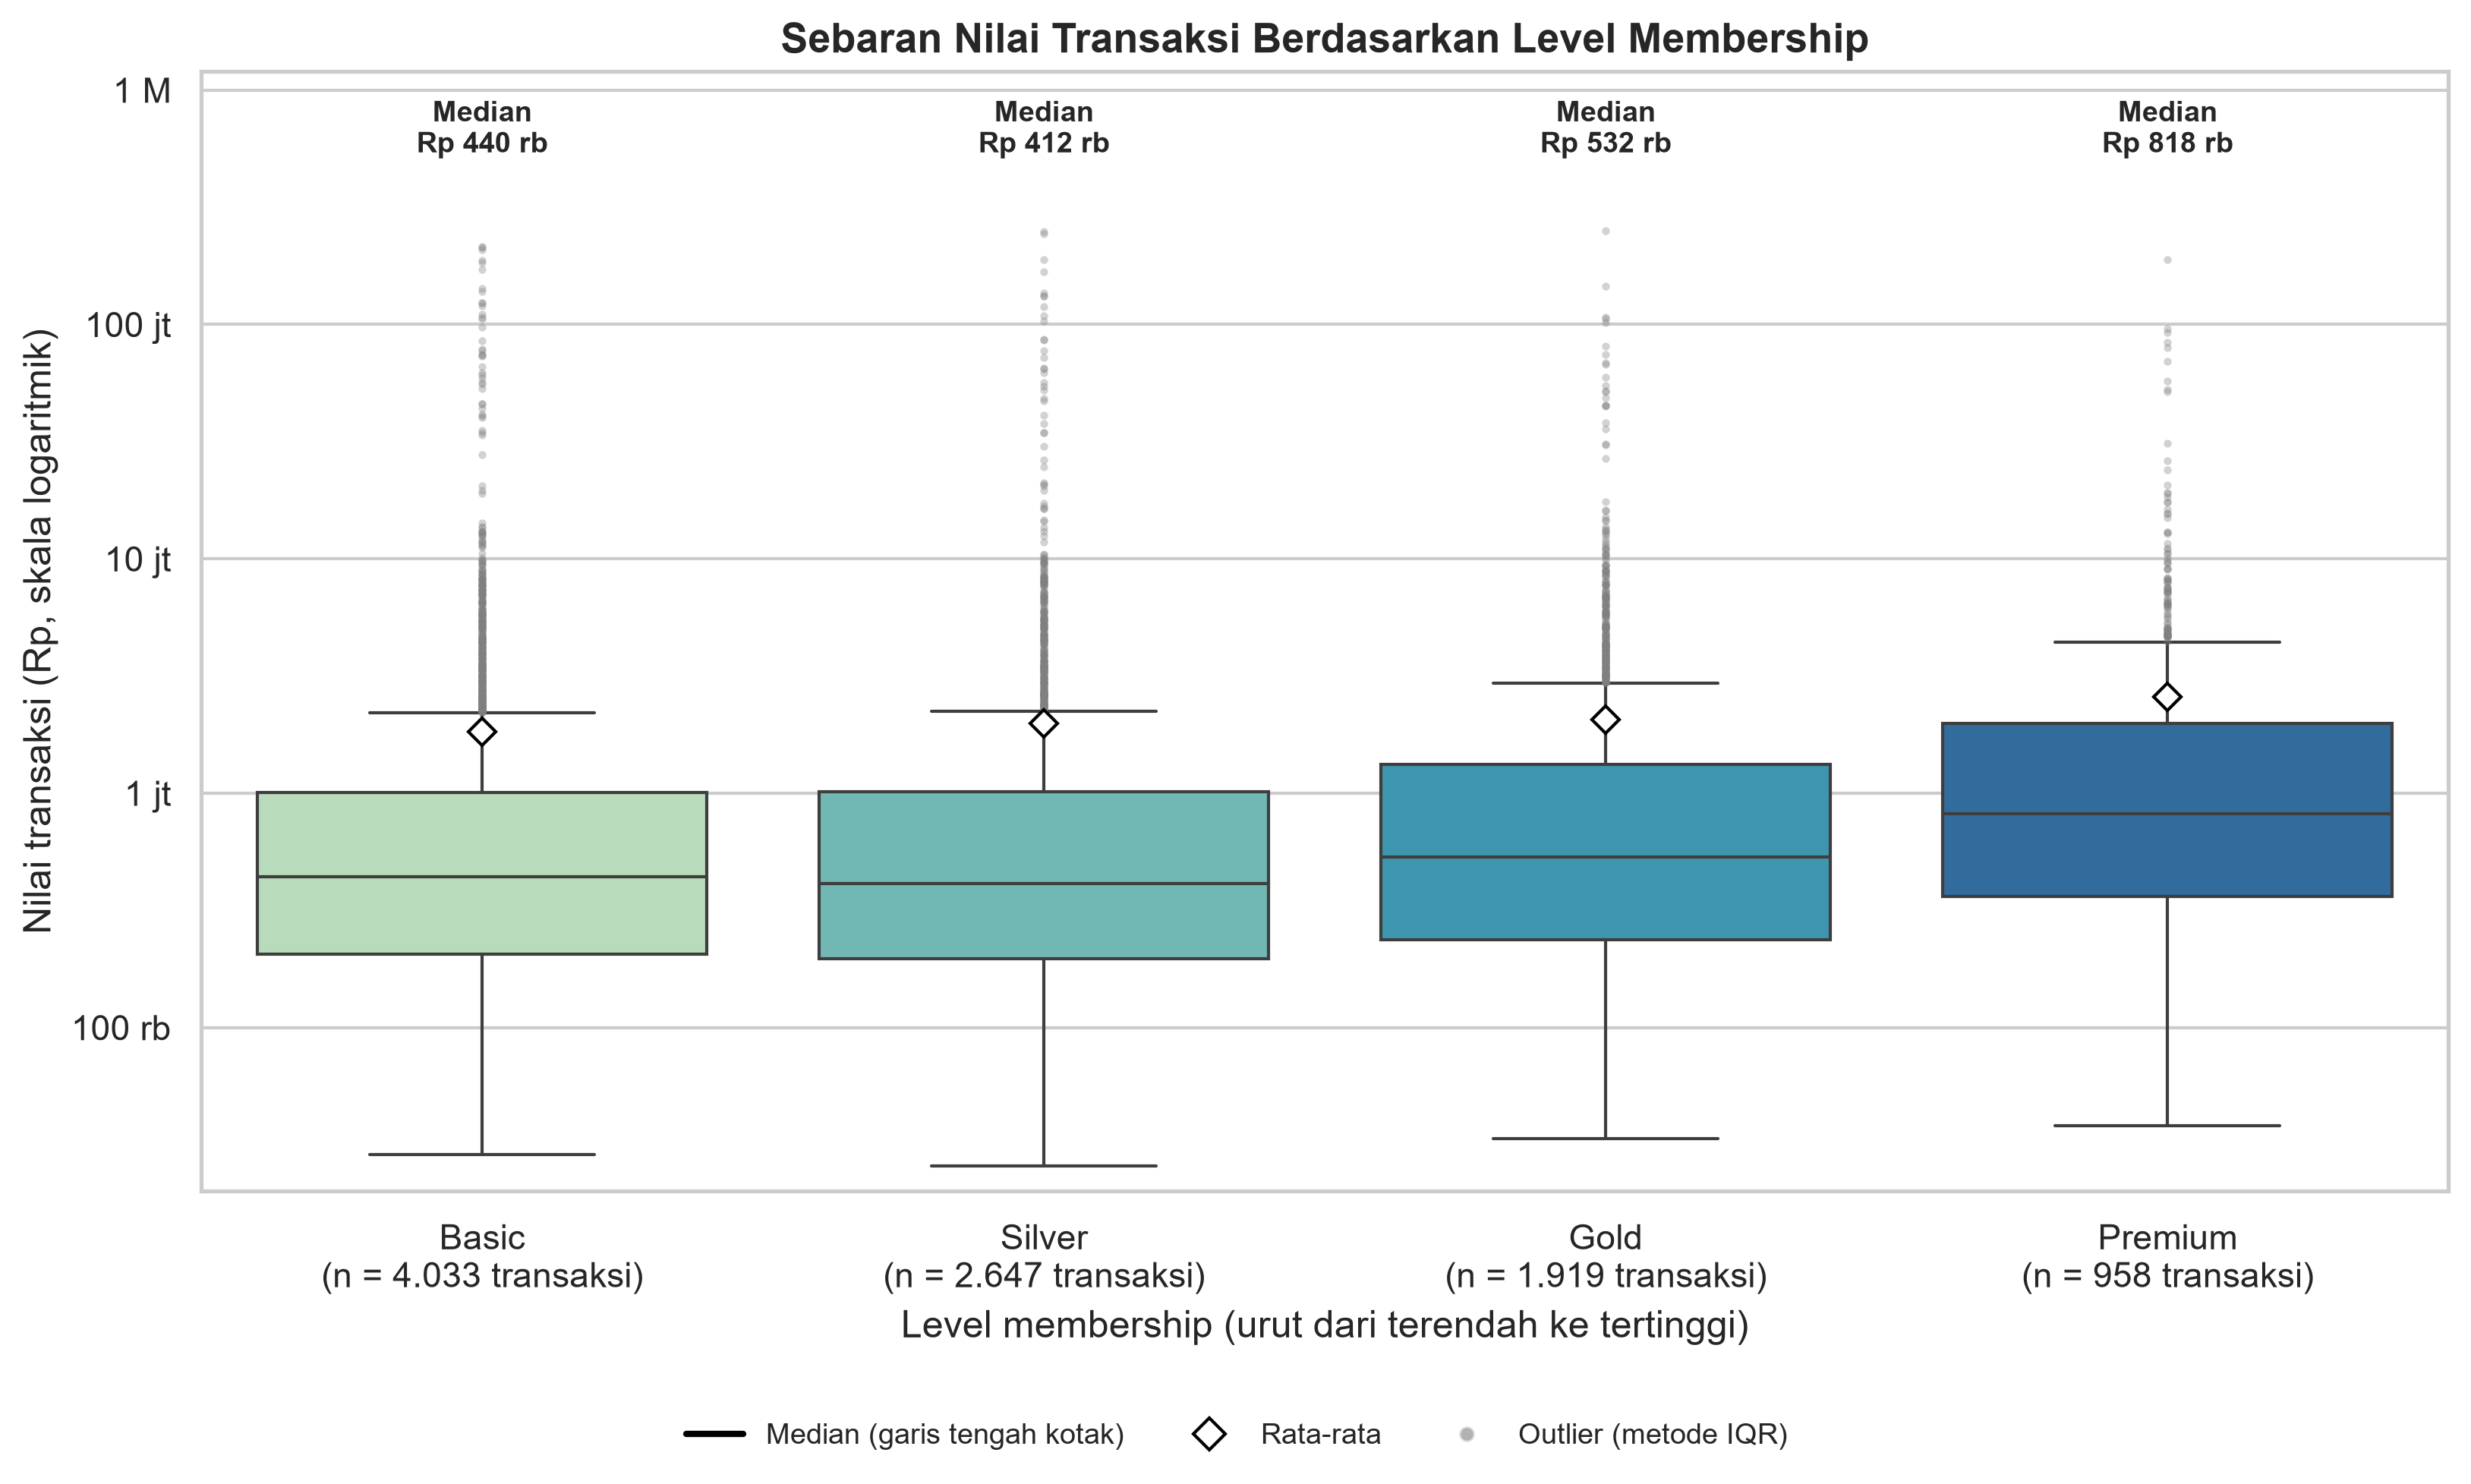 Sebaran Nilai Transaksi Berdasarkan Level Membership
Nilai transaksi (Rp, skala logaritmik)
1 M
100 jt
10 jt
1 jt
100 rb
Median
Rp 440 rb
Median
Rp 412 rb
Median
Rp 532 rb
Median
Rp 818 rb
Basic
(n = 4.033 transaksi)
Silver
(n = 2.647 transaksi)
Gold
(n = 1.919 transaksi)
Premium
(n = 958 transaksi)
Level membership (urut dari terendah ke tertinggi)
Median (garis tengah kotak)
Rata-rata
Outlier (metode IQR)